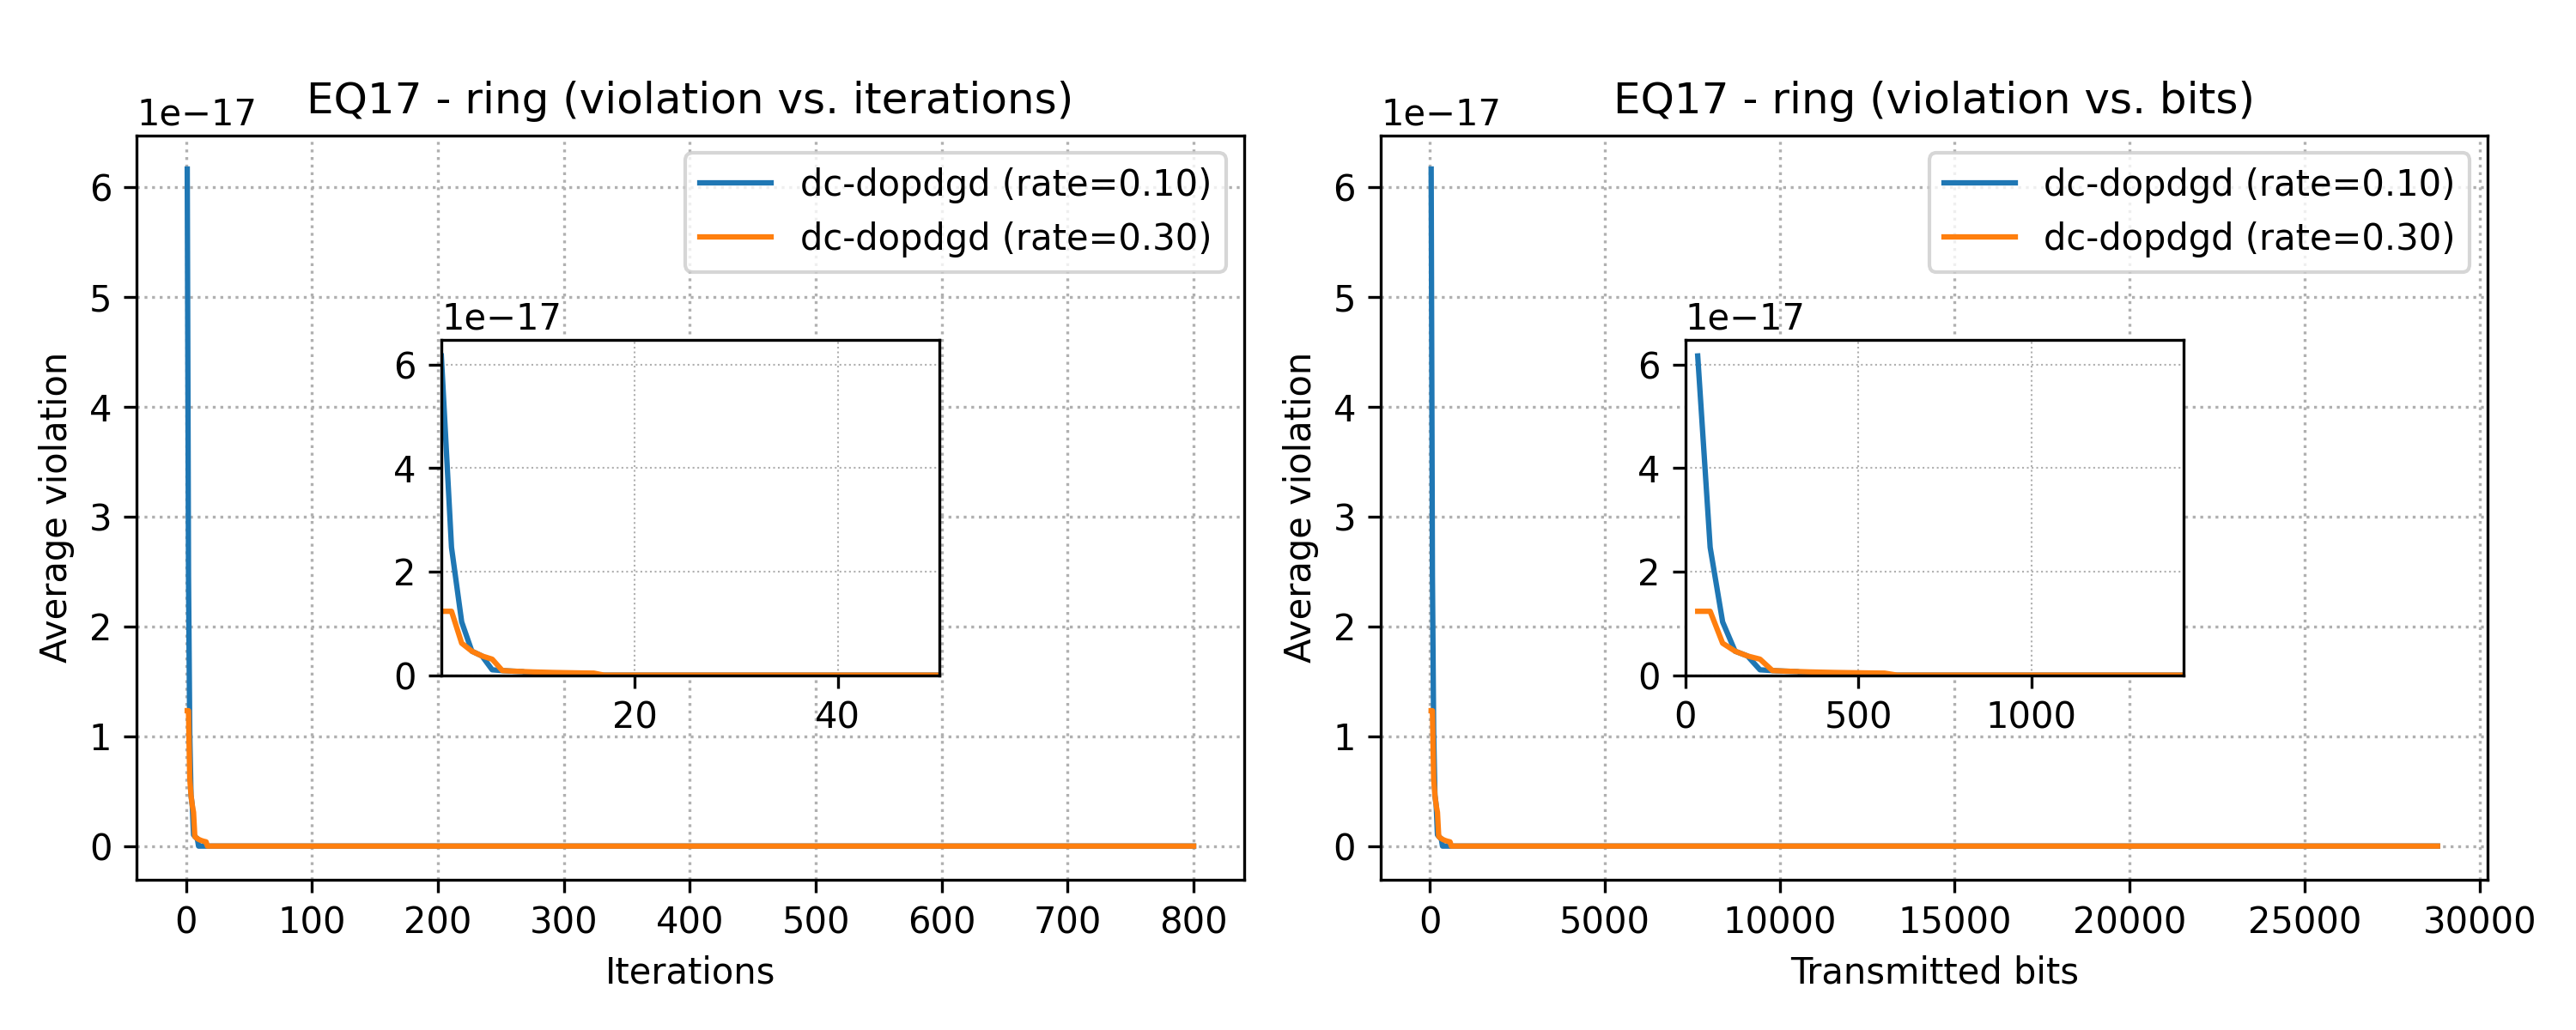 EQ17 - ring (violation vs. iterations)
1e−17
dc-dopdgd (rate=0.10)
dc-dopdgd (rate=0.30)
Average violation
6
5
4
3
2
1
0
1e−17
6
4
2
0
20 40
0 100 200 300 400 500 600 700 800
Iterations
EQ17 - ring (violation vs. bits)
1e−17
dc-dopdgd (rate=0.10)
dc-dopdgd (rate=0.30)
Average violation
6
5
4
3
2
1
0
1e−17
6
4
2
0
0 500 1000
0 5000 10000 15000 20000 25000 30000
Transmitted bits